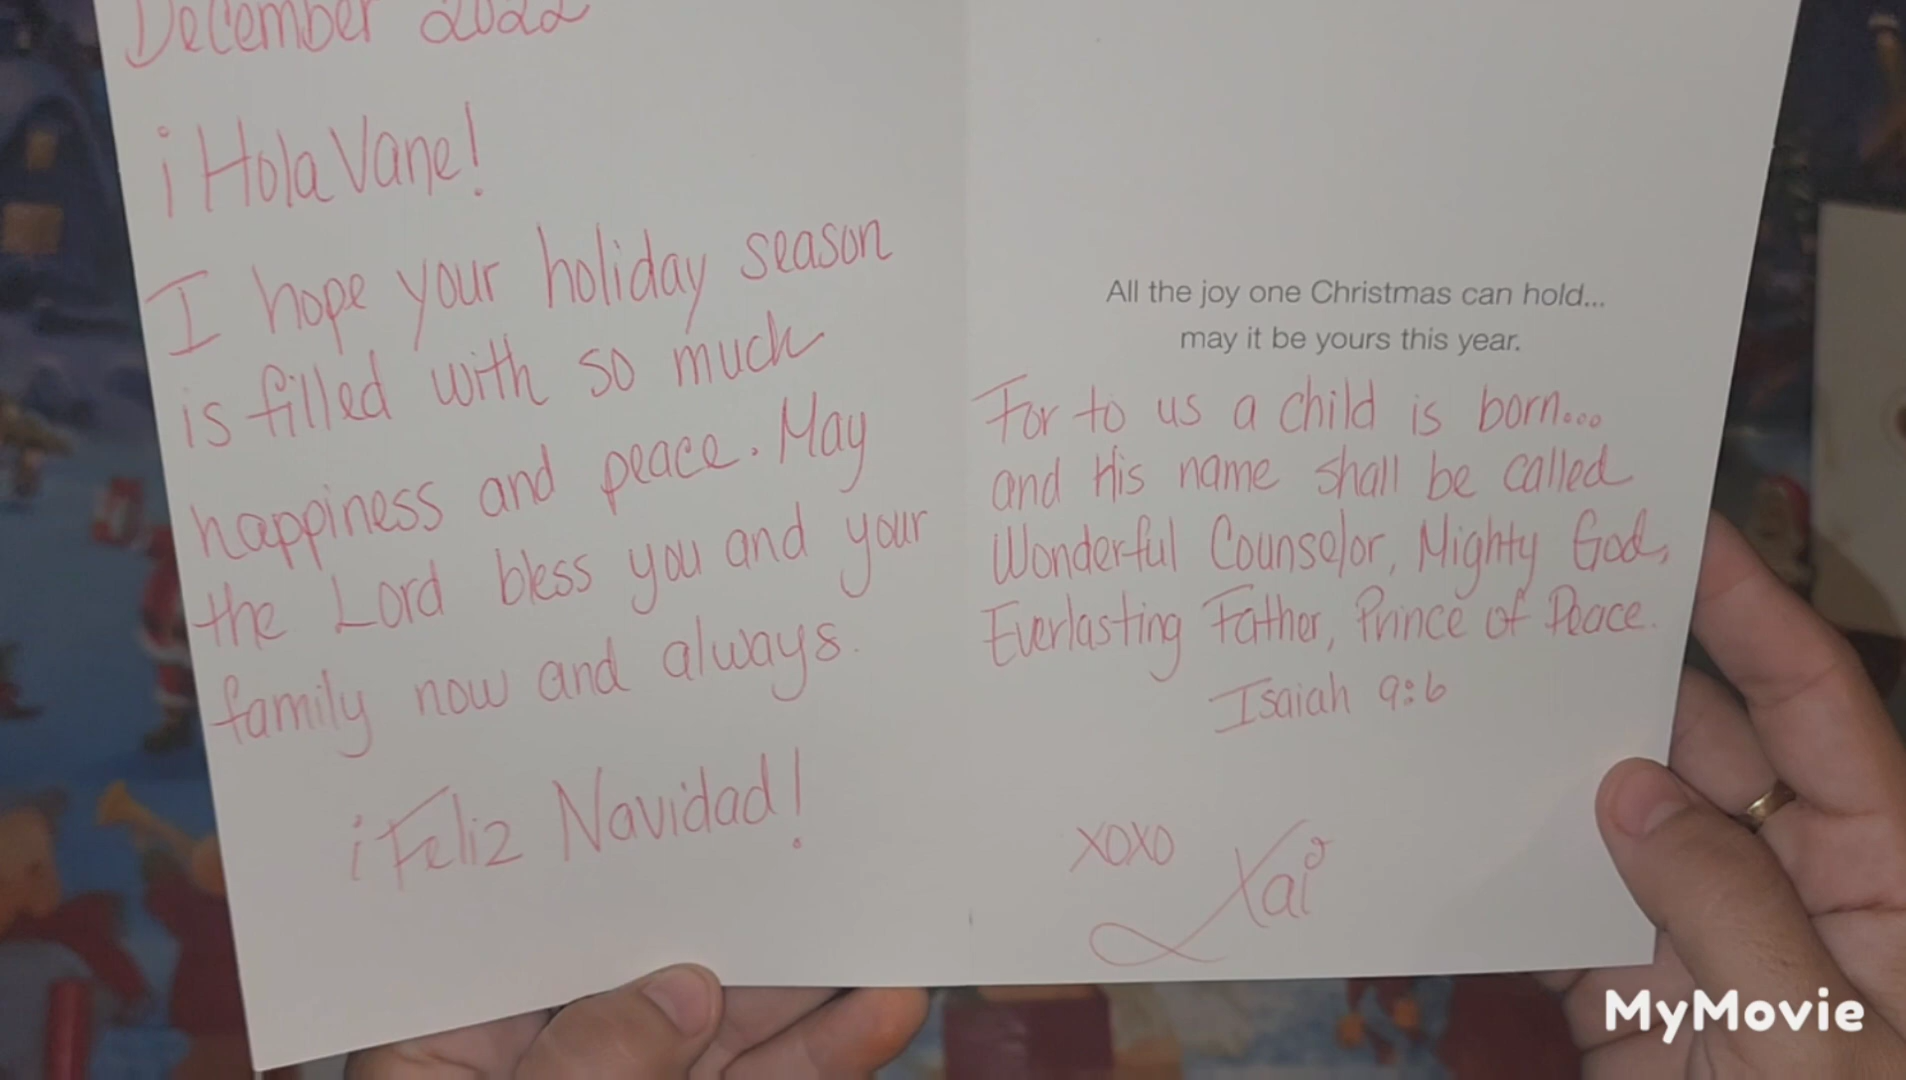 December 2022
¡Hola Vane!
I hope your holiday season
is filled with so much
happiness and peace. May
the Lord bless you and your
family now and always.
¡Feliz Navidad!
All the joy one Christmas can hold...
may it be yours this year.
For to us a child is born...
and His name shall be called
Wonderful Counselor, Mighty God,
Everlasting Father, Prince of Peace.
Isaiah 9:6
XOXO
Xai
MyMovie